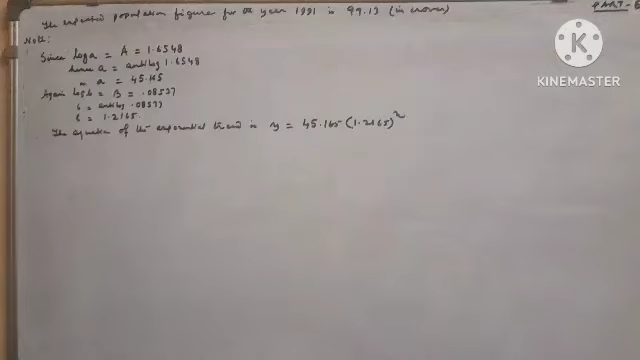 PART-6
The expected population figure for the year 1991 is 99.13 (in crores)
Note:
Since log a = A = 1.6548
hence a = antilog 1.6548
a = 45.165
Again log b = B = .08537
b = antilog .08537
b = 1.2165.
The equation of the exponential trend is y = 45.165 (1.2165)^x
KINEMASTER